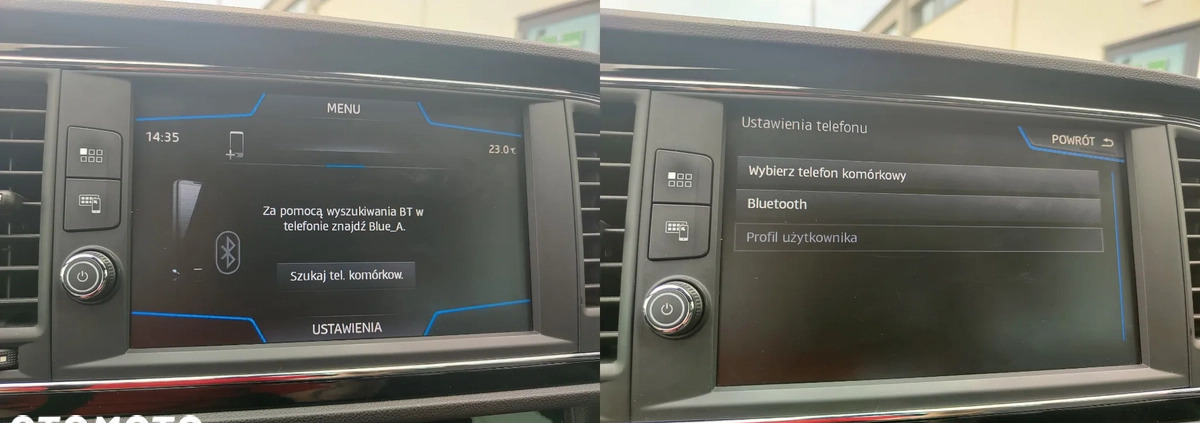 MENU
14:35
23.0°C
Za pomocą wyszukiwania BT w
telefonie znajdź Blue_A.
Szukaj tel. komórkow.
USTAWIENIA
OTOMOTO
Ustawienia telefonu
POWRÓT
Wybierz telefon komórkowy
Bluetooth
Profil użytkownika